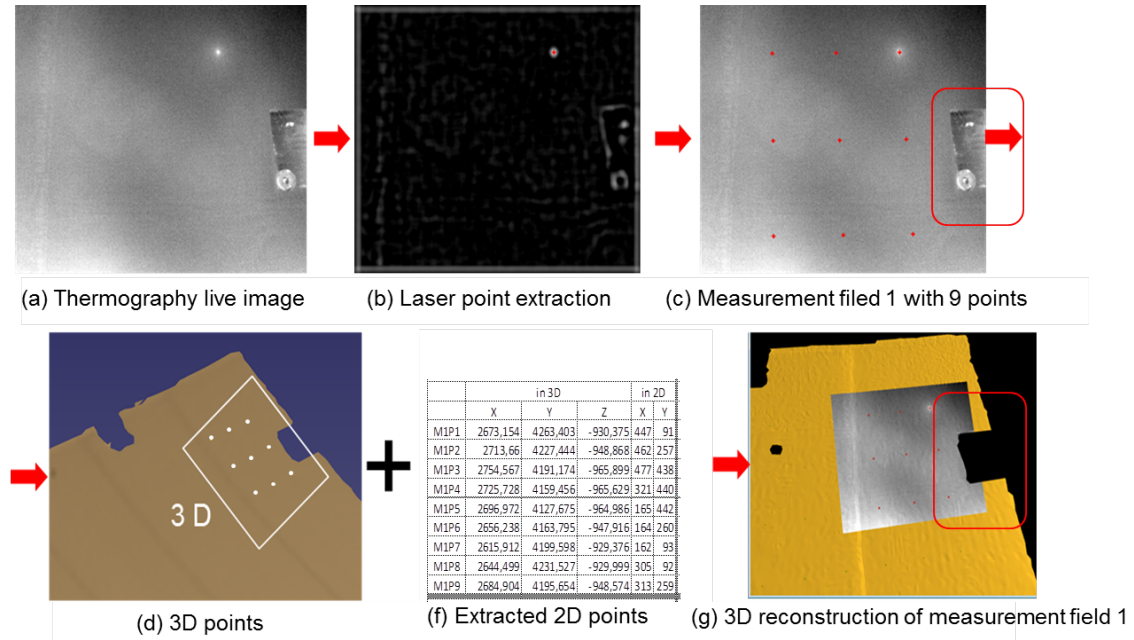 (a) Thermography live image
(b) Laser point extraction
(c) Measurement filed 1 with 9 points
3 D
in 3D in 2D
X Y Z X Y
M1P1 2673,154 4263,403 -930,375 447 91
M1P2 2713,66 4227,444 -948,868 462 257
M1P3 2754,567 4191,174 -965,899 477 438
M1P4 2725,728 4159,456 -965,629 321 440
M1P5 2696,972 4127,675 -964,986 165 442
M1P6 2656,238 4163,795 -947,916 164 260
M1P7 2615,912 4199,598 -929,376 162 93
M1P8 2644,499 4231,527 -929,999 305 92
M1P9 2684,904 4195,654 -948,574 313 259
(d) 3D points
(f) Extracted 2D points
(g) 3D reconstruction of measurement field 1